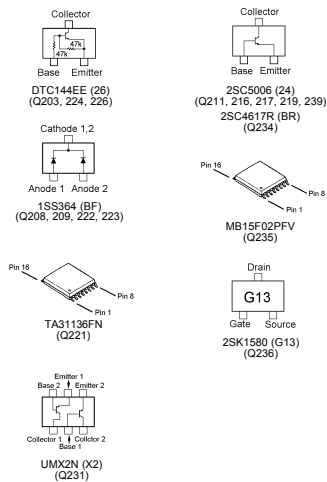 Collector
47k
47k
Base Emitter
DTC144EE (26)
(Q203, 224, 226)
Collector
Base Emitter
2SC5006 (24)
(Q211, 216, 217, 219, 239)
2SC4617R (BR)
(Q234)
Cathode 1,2
Anode 1 Anode 2
1SS364 (BF)
(Q208, 209, 222, 223)
Pin 16
Pin 8
Pin 1
MB15F02PFV
(Q235)
Pin 16
Pin 8
Pin 1
TA31136FN
(Q221)
Drain
G13
Gate Source
2SK1580 (G13)
(Q236)
Emitter 1
Base 2 Emitter 2
Collector 1 Collctor 2
Base 1
UMX2N (X2)
(Q231)